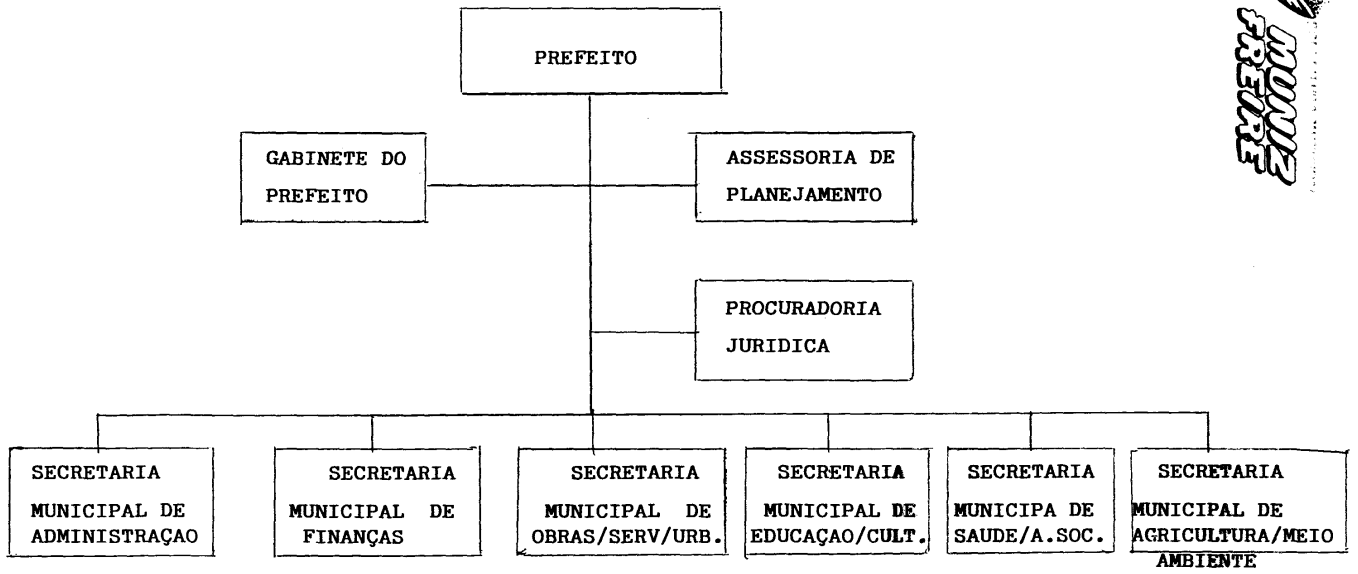 MUNIZ
FREIRE
PREFEITO
GABINETE DO
PREFEITO
ASSESSORIA DE
PLANEJAMENTO
PROCURADORIA
JURIDICA
SECRETARIA
MUNICIPAL DE
ADMINISTRAÇAO
SECRETARIA
MUNICIPAL DE
FINANÇAS
SECRETARIA
MUNICIPAL DE
OBRAS/SERV/URB.
SECRETARIA
MUNICIPAL DE
EDUCAÇAO/CULT.
SECRETARIA
MUNICIPA DE
SAUDE/A.SOC.
SECRETARIA
MUNICIPAL DE
AGRICULTURA/MEIO
AMBIENTE